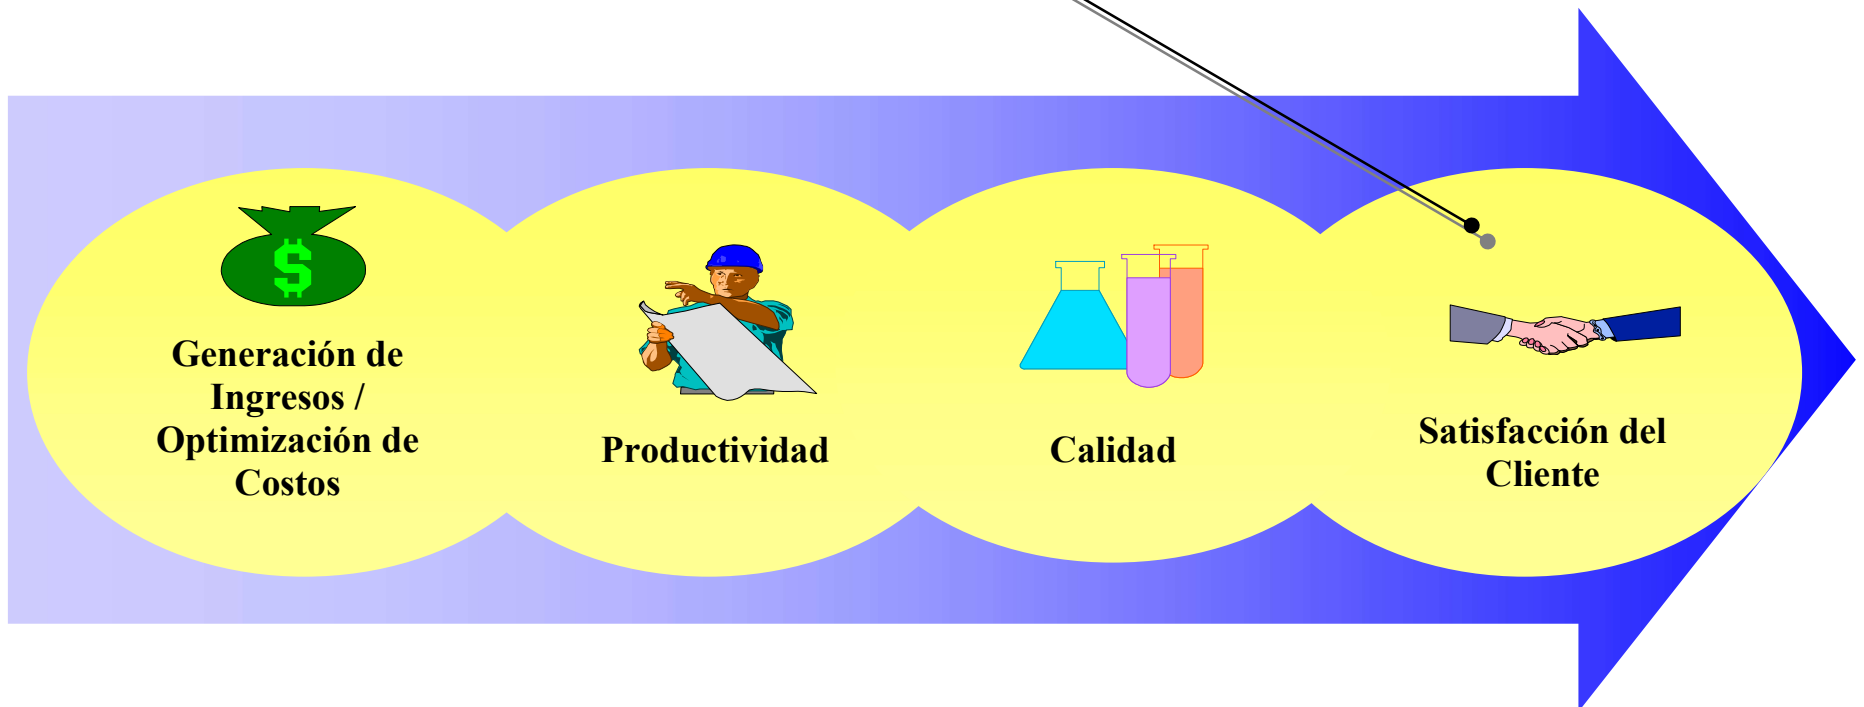 Generación de
Ingresos /
Optimización de
Costos
Productividad
Calidad
Satisfacción del
Cliente
$